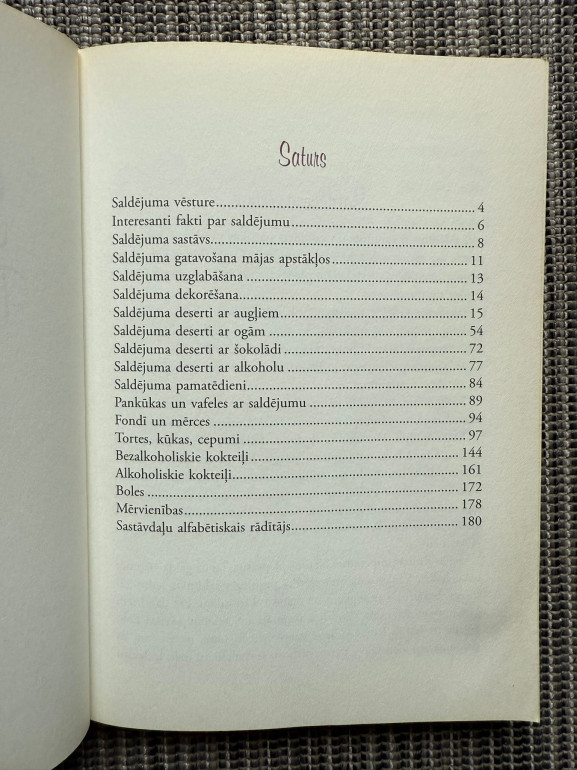 Saturs
Saldējuma vēsture 4
Interesanti fakti par saldējumu 6
Saldējuma sastāvs 8
Saldējuma gatavošana mājas apstākļos 11
Saldējuma uzglabāšana 13
Saldējuma dekorēšana 14
Saldējuma deserti ar augļiem 15
Saldējuma deserti ar ogām 54
Saldējuma deserti ar šokolādi 72
Saldējuma deserti ar alkoholu 77
Saldējuma pamatēdieni 84
Pankūkas un vafeles ar saldējumu 89
Fondī un mērces 94
Tortes, kūkas, cepumi 97
Bezalkoholiskie kokteiļi 144
Alkoholiskie kokteiļi 161
Boles 172
Mērvienības 178
Sastāvdaļu alfabētiskais rādītājs 180